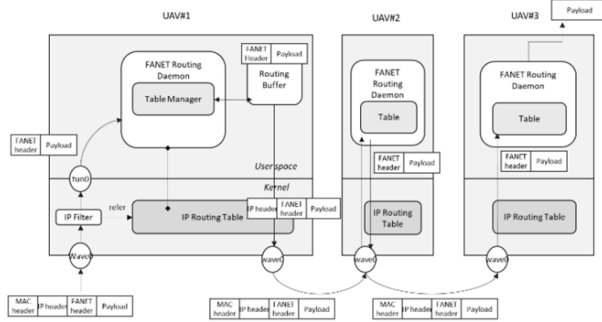 UAV#1
UAV#2
UAV#3
Payload
FANET Header
Payload
FANET Routing Daemon
Table Manager
Routing Buffer
FANET header
Payload
User space
Kernel
tun0
IP Filter
refer
IP Routing Table
IP header
FANET header
Payload
Wave0
wave0
MAC header
IP header
FANET header
Payload
FANET Routing Daemon
Table
FANET header
Payload
IP Routing Table
wave0
MAC header
IP header
FANET header
Payload
FANET Routing Daemon
Table
FANET header
Payload
IP Routing Table
wave0
MAC header
IP header
FANET header
Payload